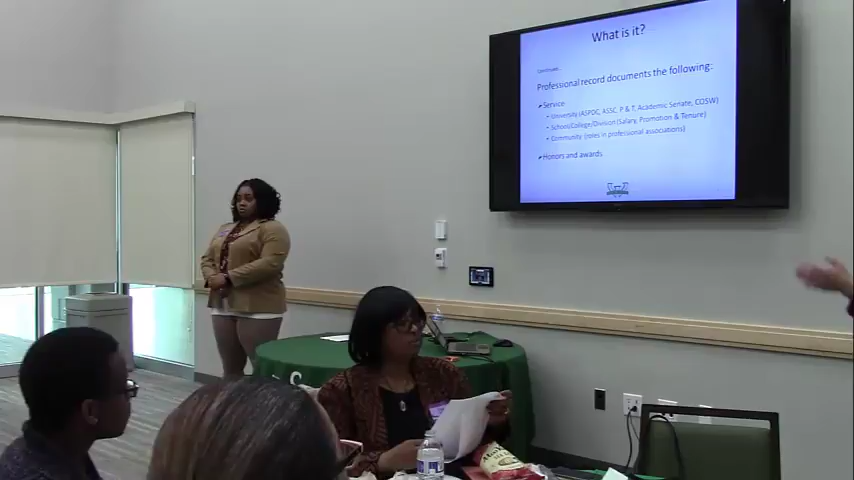 What is it?
Continued…
Professional record documents the following:
Service
University (ASPDC, ASSC, P & T, Academic Senate, COSW)
School/College/Division (Salary, Promotion & Tenure)
Community (roles in professional associations)
Honors and awards